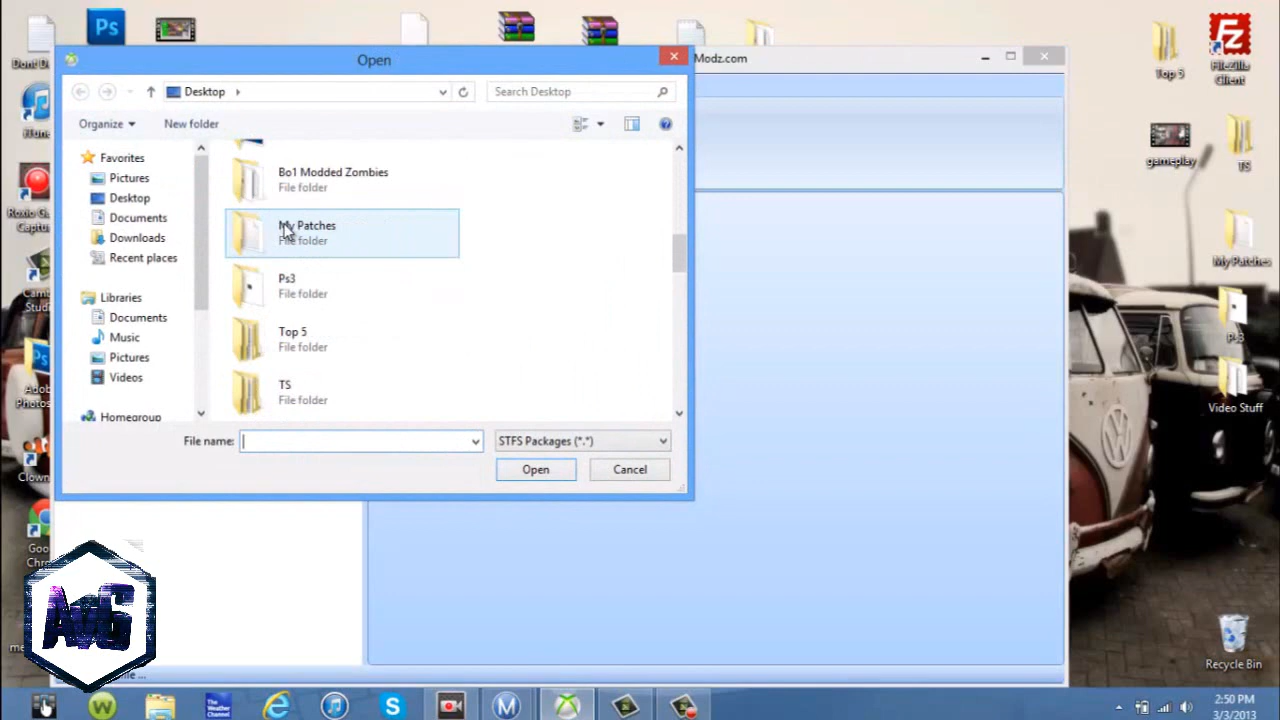 Ps
Open
Modz.com
Desktop
Search Desktop
Organize
New folder
Favorites
Pictures
Desktop
Documents
Downloads
Recent places
Libraries
Documents
Music
Pictures
Videos
Homegroup
Bo1 Modded Zombies
File folder
My Patches
File folder
Ps3
File folder
Top 5
File folder
TS
File folder
File name:
STFS Packages (*.*)
Open
Cancel
Top 5
FileZilla
Client
gameplay
TS
My Patches
Ps3
Video Stuff
Recycle Bin
2:50 PM
3/3/2013